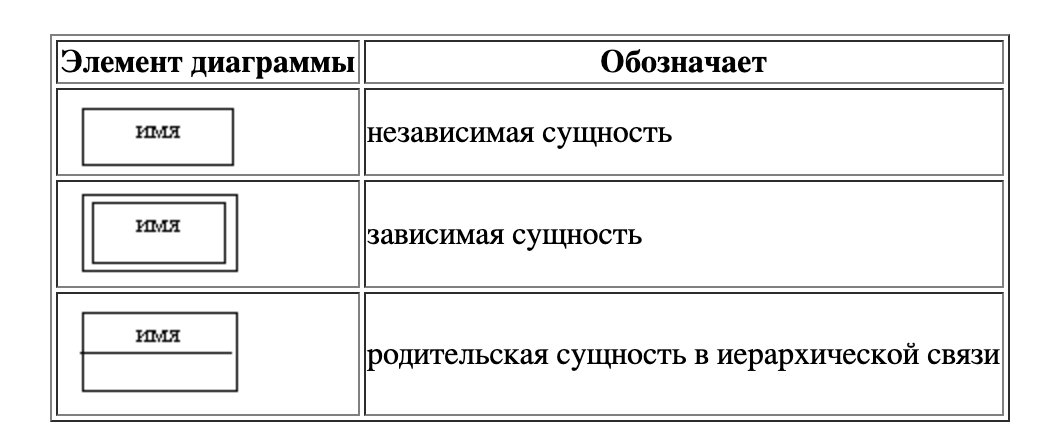 Элемент диаграммы Обозначает
имя независимая сущность
имя зависимая сущность
имя родительская сущность в иерархической связи